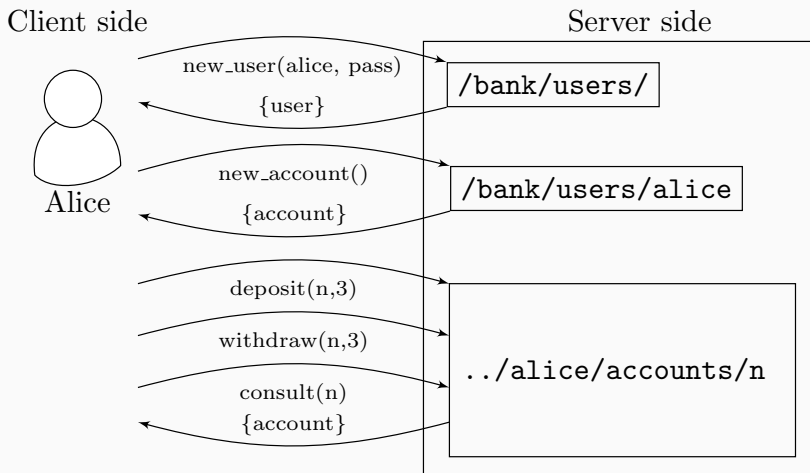 Client side
Server side
new_user(alice, pass)
/bank/users/
{user}
Alice
new_account()
/bank/users/alice
{account}
deposit(n,3)
withdraw(n,3)
../alice/accounts/n
consult(n)
{account}